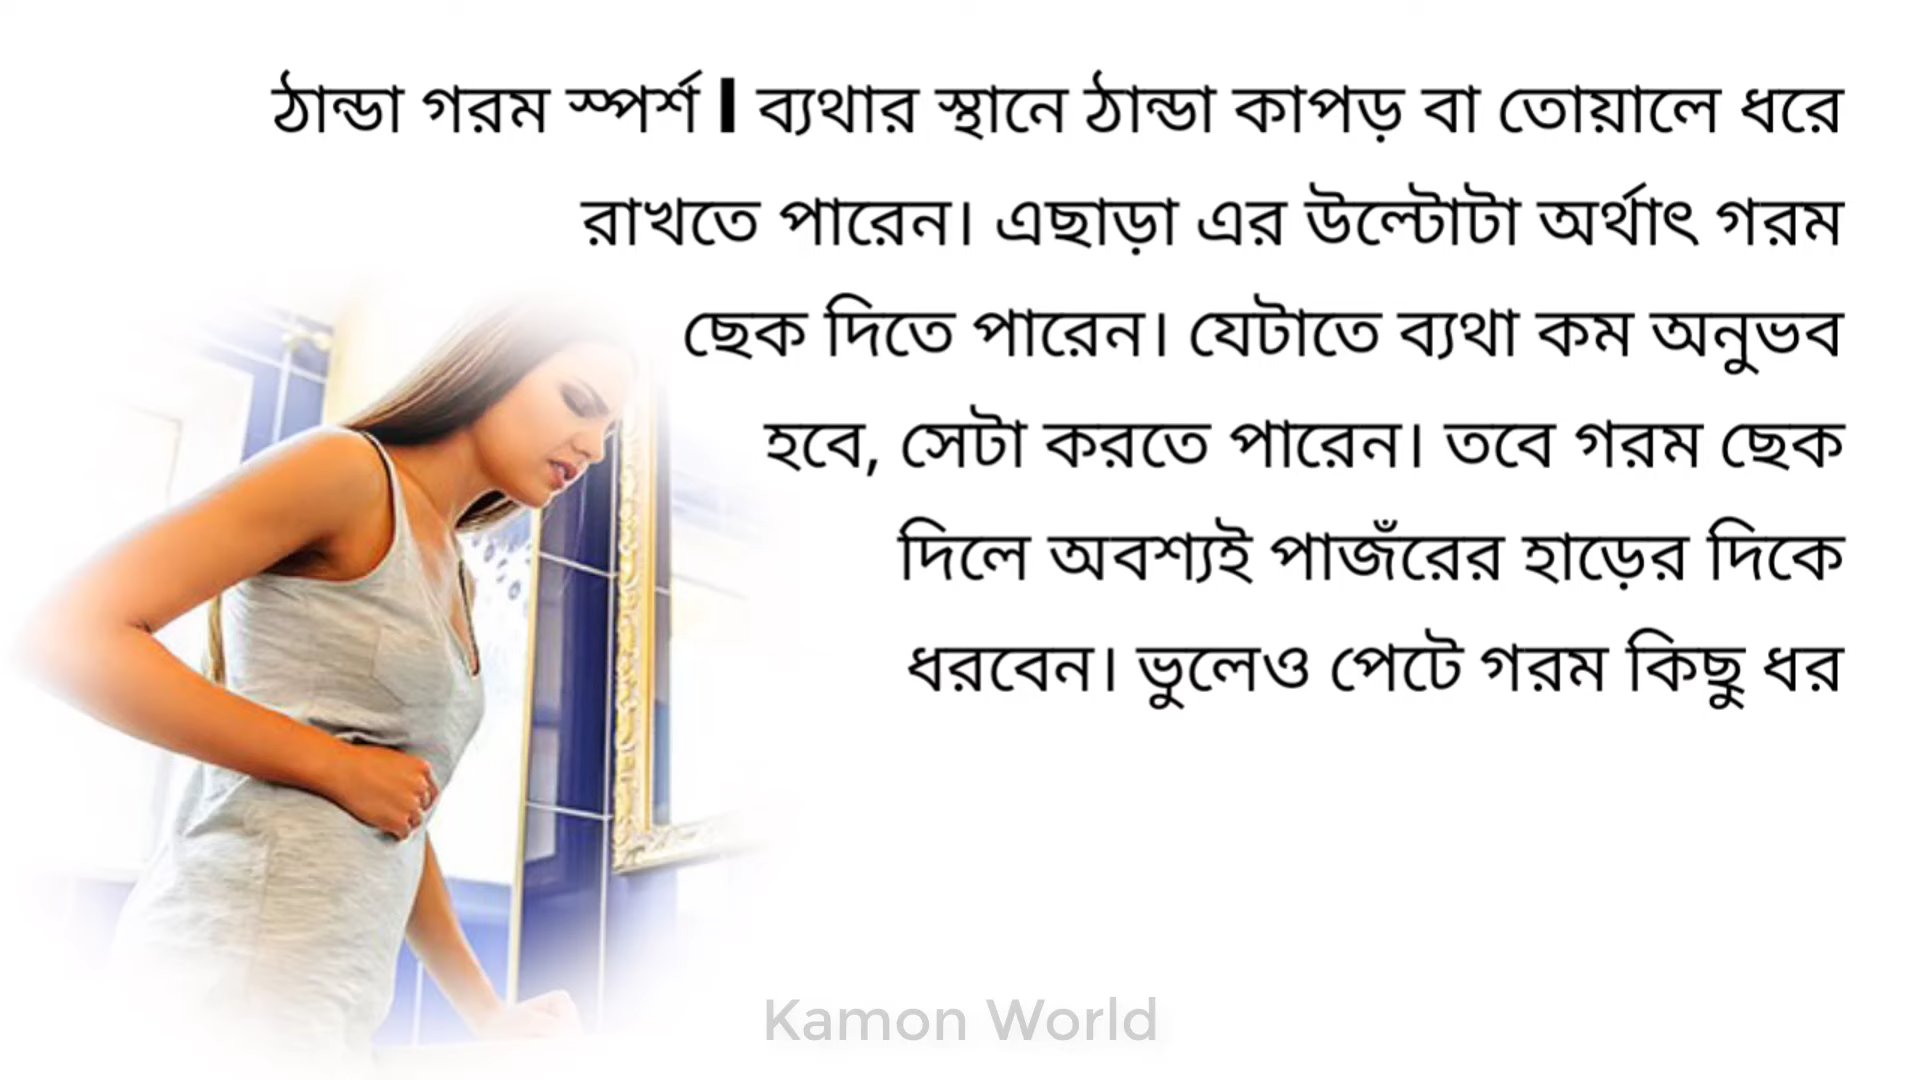 ঠান্ডা গরম স্পর্শ । ব্যথার স্থানে ঠান্ডা কাপড় বা তোয়ালে ধরে
রাখতে পারেন। এছাড়া এর উল্টোটা অর্থাৎ গরম
ছেক দিতে পারেন। যেটাতে ব্যথা কম অনুভব
হবে, সেটা করতে পারেন। তবে গরম ছেক
দিলে অবশ্যই পাজঁরের হাড়ের দিকে
ধরবেন। ভুলেও পেটে গরম কিছু ধর
Kamon World